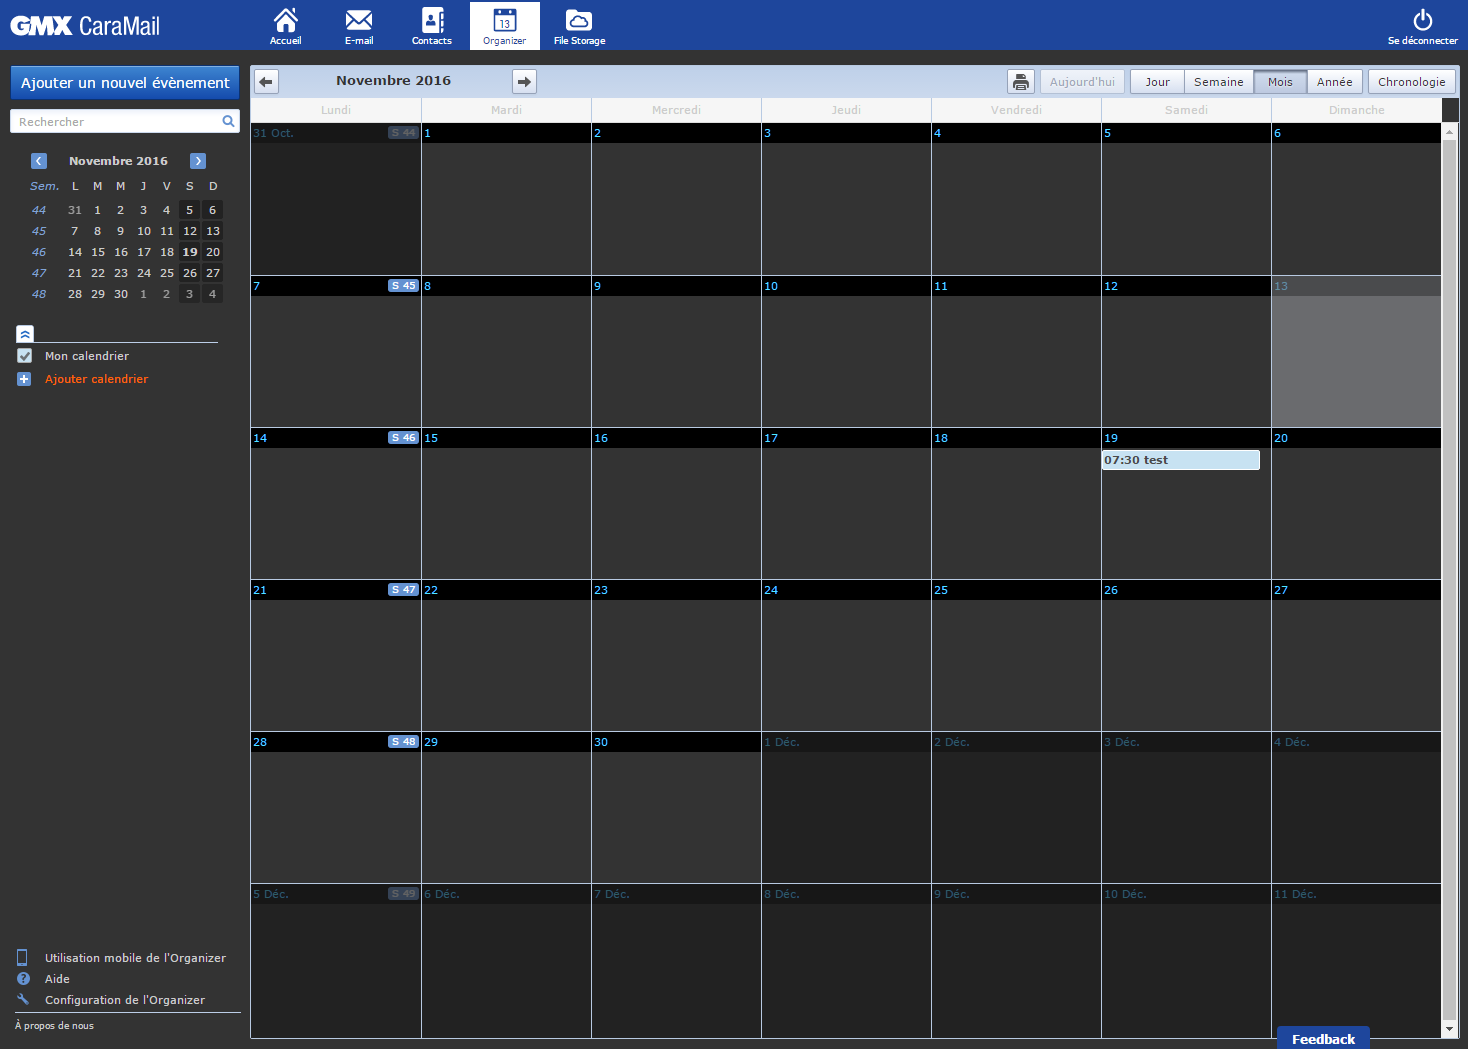 GMX CaraMail
Accueil
E-mail
Contacts
13
Organizer
File Storage
Se déconnecter
Ajouter un nouvel évènement
Rechercher
Novembre 2016
Sem. L M M J V S D
44 31 1 2 3 4 5 6
45 7 8 9 10 11 12 13
46 14 15 16 17 18 19 20
47 21 22 23 24 25 26 27
48 28 29 30 1 2 3 4
Mon calendrier
Ajouter calendrier
Utilisation mobile de l'Organizer
Aide
Configuration de l'Organizer
À propos de nous
Novembre 2016
Aujourd'hui
Jour
Semaine
Mois
Année
Chronologie
Lundi Mardi Mercredi Jeudi Vendredi Samedi Dimanche
31 Oct. S 44 1 2 3 4 5 6
7 S 45 8 9 10 11 12 13
14 S 46 15 16 17 18 19 20
07:30 test
21 S 47 22 23 24 25 26 27
28 S 48 29 30 1 Déc. 2 Déc. 3 Déc. 4 Déc.
5 Déc. S 49 6 Déc. 7 Déc. 8 Déc. 9 Déc. 10 Déc. 11 Déc.
Feedback